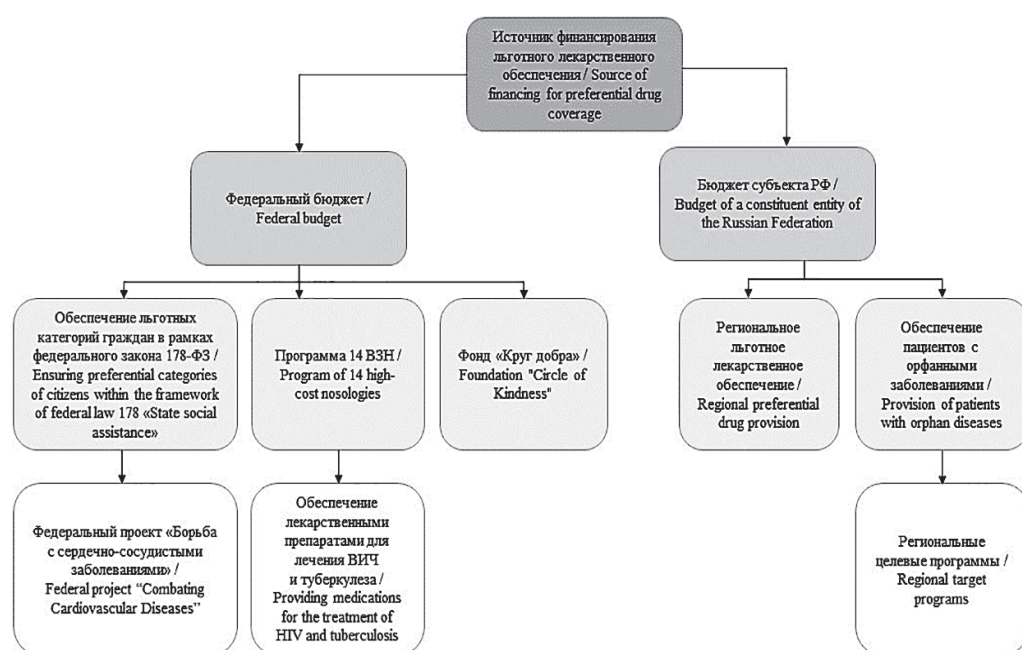 Источник финансирования
льготного лекарственного
обеспечения / Source of
financing for preferential drug
coverage
Федеральный бюджет /
Federal budget
Бюджет субъекта РФ /
Budget of a constituent entity of
the Russian Federation
Обеспечение льготных
категорий граждан в рамках
федерального закона 178-ФЗ /
Ensuring preferential categories
of citizens within the framework
of federal law 178 «State social
assistance»
Программа 14 ВЗН /
Program of 14 high-
cost nosologies
Фонд «Круг добра» /
Foundation "Circle of
Kindness"
Региональное
льготное
лекарственное
обеспечение /
Regional preferential
drug provision
Обеспечение
пациентов с
орфанными
заболеваниями /
Provision of patients
with orphan diseases
Федеральный проект «Борьба
с сердечно-сосудистыми
заболеваниями» /
Federal project “Combating
Cardiovascular Diseases”
Обеспечение
лекарственными
препаратами для
лечения ВИЧ
и туберкулеза /
Providing medications
for the treatment of
HIV and tuberculosis
Региональные
целевые программы /
Regional target
programs